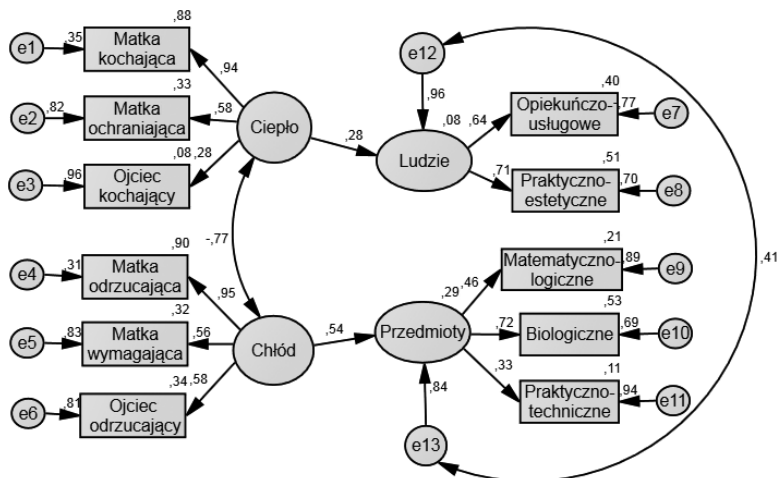 e1
,35
,88
Matka
kochająca
,94
e2
,82
,33
Matka
ochraniająca
,58
e3
,96
,08
,28
Ojciec
kochający
Ciepło
,28
e12
,96
,08
Ludzie
,64
,40
Opiekuńczo-
usługowe
,77
e7
,71
,51
Praktyczno-
estetyczne
,70
e8
-,77
,41
e4
,31
,90
Matka
odrzucająca
,95
e5
,83
,32
Matka
wymagająca
,56
e6
,81
,34
,58
Ojciec
odrzucający
Chłód
,54
,29
Przedmioty
,46
,21
Matematyczno-
logiczne
,89
e9
,72
,53
Biologiczne
,69
e10
,33
,11
Praktyczno-
techniczne
,94
e11
,84
e13